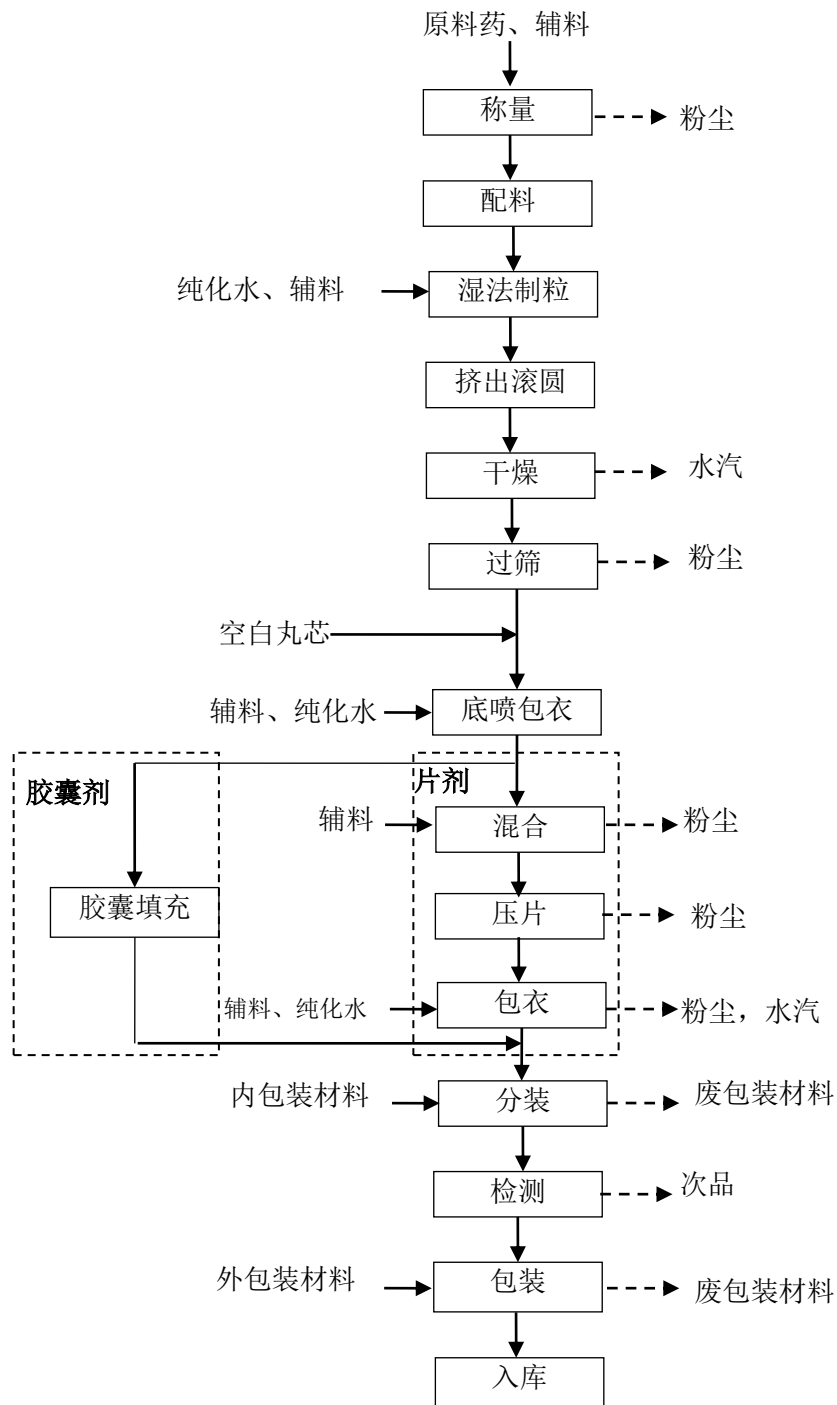 原料药、辅料
称量
粉尘
配料
纯化水、辅料
湿法制粒
挤出滚圆
干燥
水汽
过筛
粉尘
空白丸芯
辅料、纯化水
底喷包衣
胶囊剂
片剂
辅料
混合
粉尘
胶囊填充
压片
粉尘
辅料、纯化水
包衣
粉尘，水汽
内包装材料
分装
废包装材料
检测
次品
外包装材料
包装
废包装材料
入库